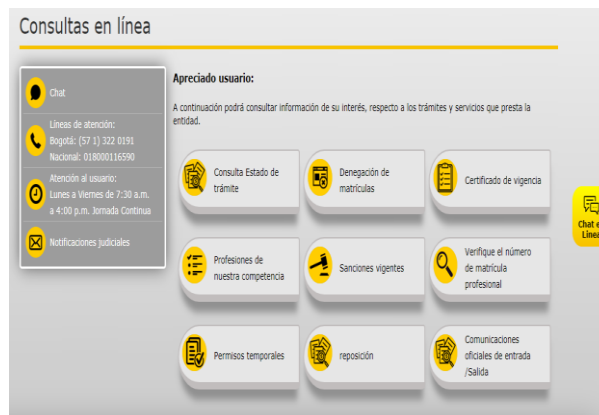 Consultas en línea
Chat
Líneas de atención:
Bogotá: (57 1) 322 0191
Nacional: 018000116590
Atención al usuario:
Lunes a Viernes de 7:30 a.m.
a 4:00 p.m. Jornada Continua
Notificaciones judiciales
Apreciado usuario:
A continuación podrá consultar información de su interés, respecto a los trámites y servicios que presta la
entidad.
Consulta Estado de
trámite
Denegación de
matrículas
Certificado de vigencia
Profesiones de
nuestra competencia
Sanciones vigentes
Verifique el número
de matrícula
profesional
Permisos temporales
reposición
Comunicaciones
oficiales de entrada
/Salida
Chat e
Línea